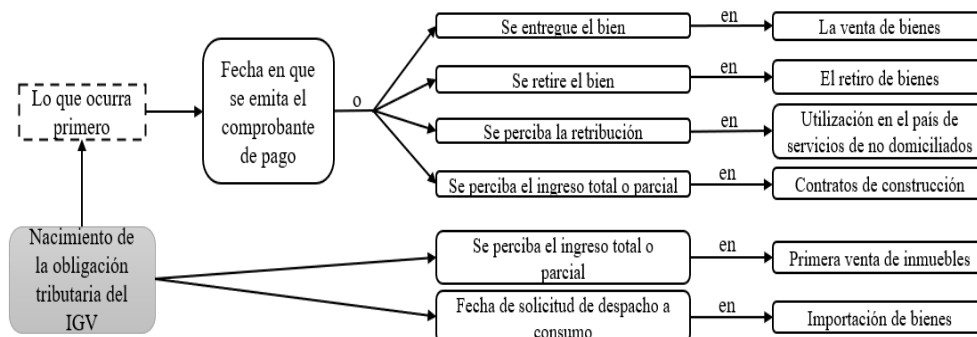 Nacimiento de
la obligación
tributaria del
IGV
Lo que ocurra
primero
Fecha en que
se emita el
comprobante
de pago
o
Se entregue el bien
en
La venta de bienes
Se retire el bien
en
El retiro de bienes
Se perciba la retribución
en
Utilización en el país de
servicios de no domiciliados
Se perciba el ingreso total o parcial
en
Contratos de construcción
Se perciba el ingreso total o
parcial
en
Primera venta de inmuebles
Fecha de solicitud de despacho a
consumo
en
Importación de bienes